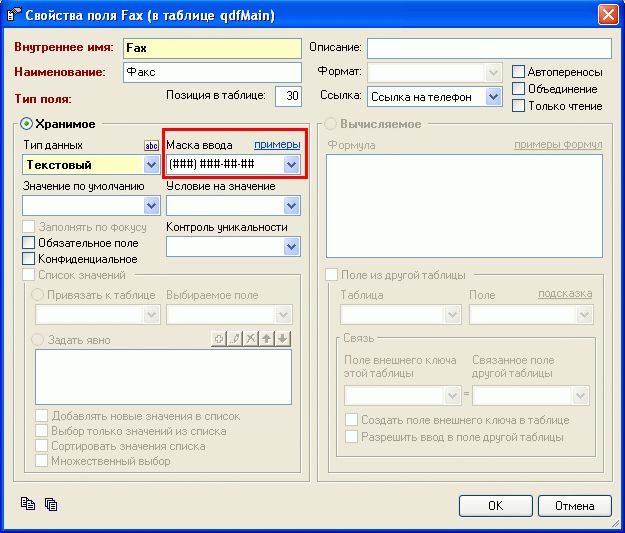 Свойства поля Fax (в таблице qdfMain)
Внутреннее имя: Fax
Описание:
Наименование: Факс
Формат:
Автопереносы
Тип поля:
Позиция в таблице: 30
Ссылка: Ссылка на телефон
Объединение
Только чтение
Хранимое
Тип данных abc
Маска ввода примеры
Текстовый
(###) ###-##-##
Значение по умолчанию
Условие на значение
Заполнять по фокусу
Контроль уникальности
Обязательное поле
Конфиденциальное
Список значений
Привязать к таблице
Выбираемое поле
Задать явно
Добавлять новые значения в список
Выбор только значений из списка
Сортировать значения списка
Множественный выбор
Вычисляемое
Формула примеры формул
Поле из другой таблицы
Таблица
Поле подсказка
Связь
Поле внешнего ключа
этой таблицы
=
Связанное поле
другой таблицы
Создать поле внешнего ключа в таблице
Разрешить ввод в поле другой таблицы
OK
Отмена